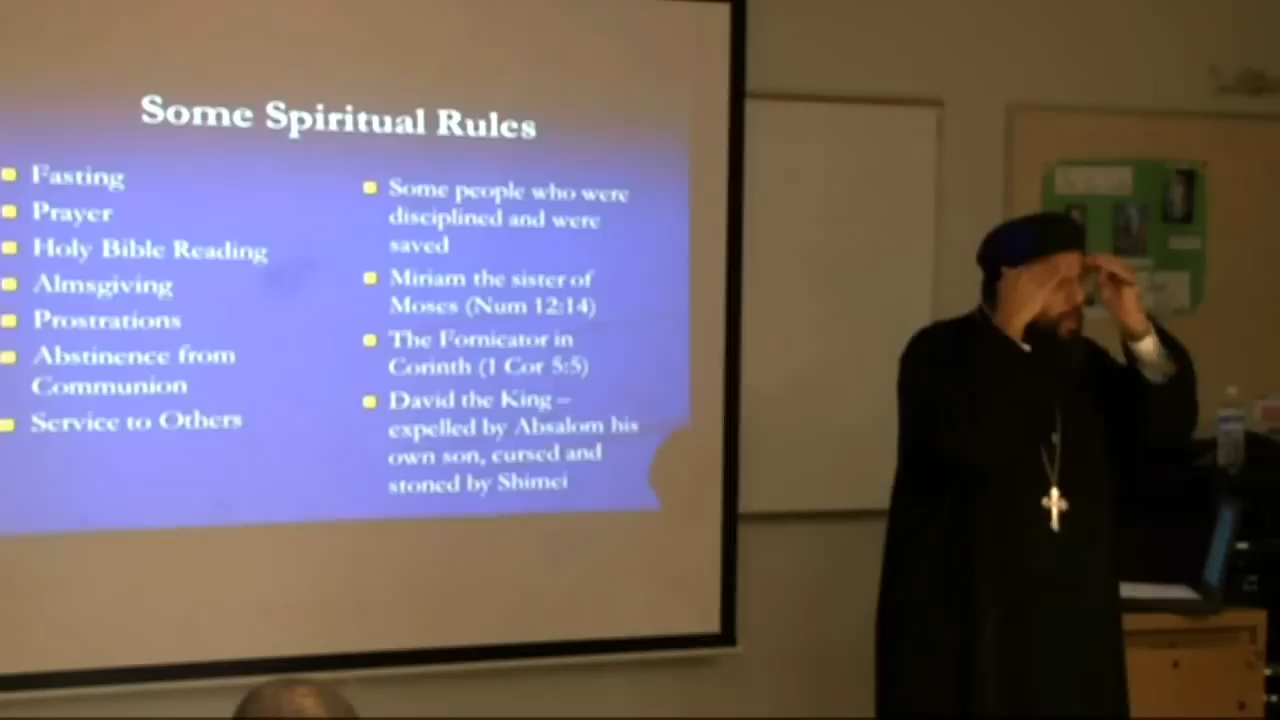 Some Spiritual Rules
Fasting
Prayer
Holy Bible Reading
Almsgiving
Prostrations
Abstinence from
Communion
Service to Others
Some people who were
disciplined and were
saved
Miriam the sister of
Moses (Num 12:14)
The Fornicator in
Corinth (1 Cor 5:5)
David the King –
expelled by Absalom his
own son, cursed and
stoned by Shimei